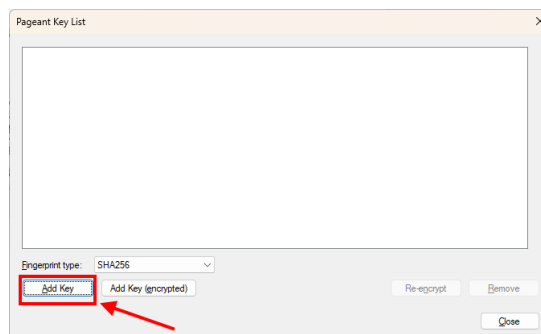 Pageant Key List
Fingerprint type: SHA256
Add Key Add Key (encrypted) Re-encrypt Remove
Close